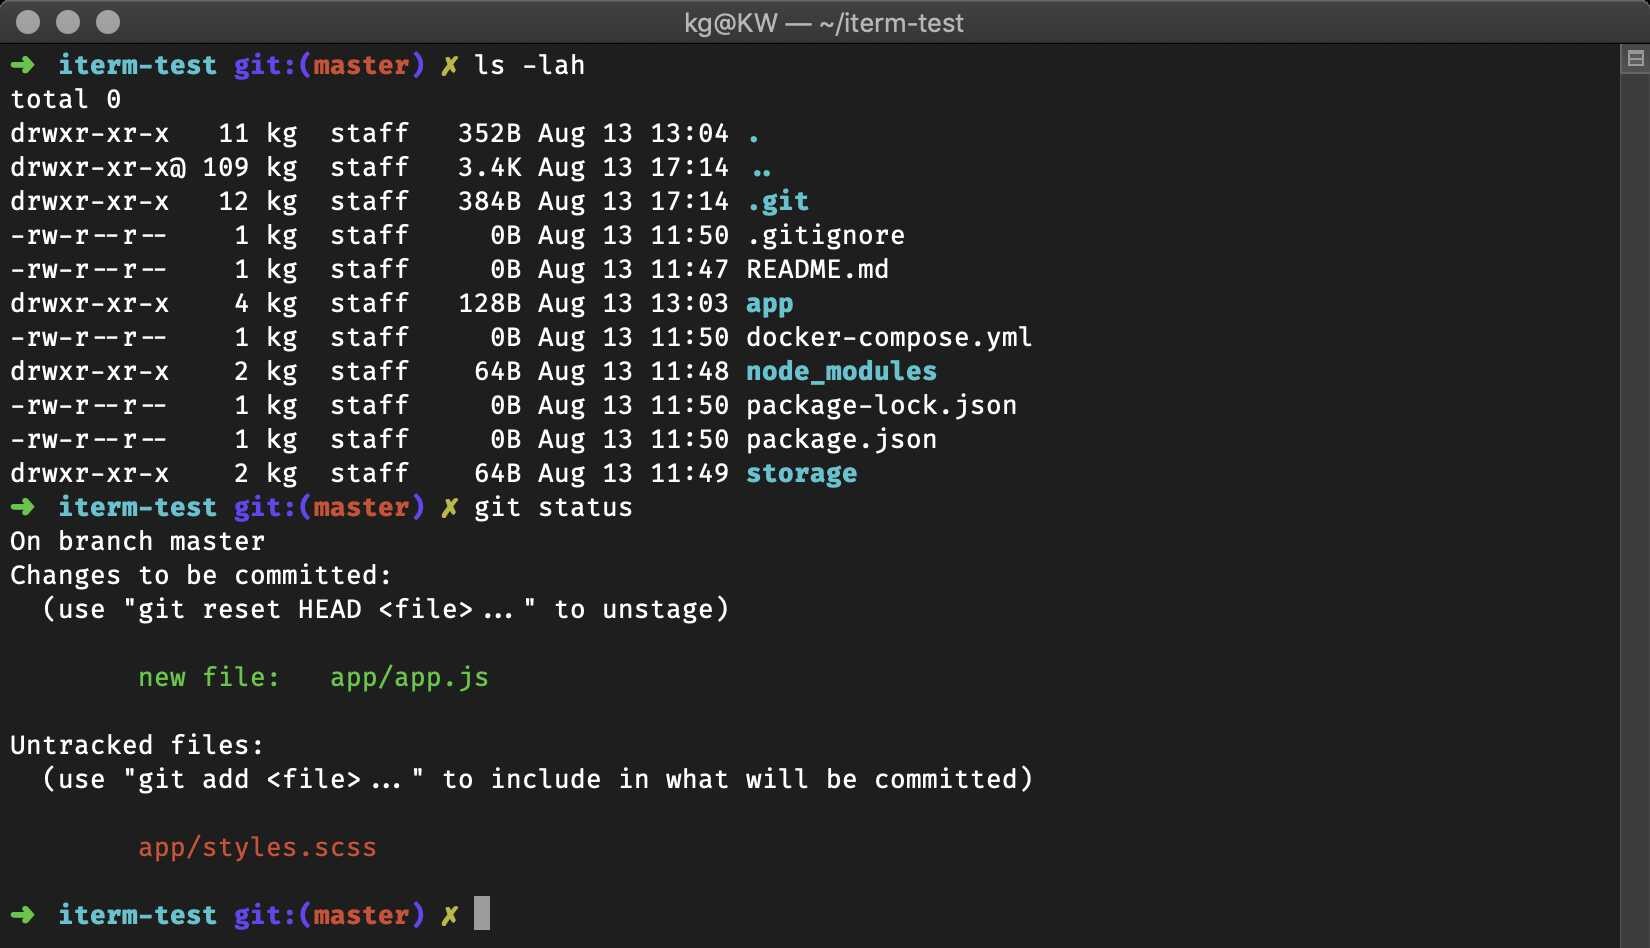 kg@KW — ~/iterm-test
➜  iterm-test git:(master) ✗ ls -lah
total 0
drwxr-xr-x   11 kg  staff   352B Aug 13 13:04 .
drwxr-xr-x@ 109 kg  staff   3.4K Aug 13 17:14 ..
drwxr-xr-x   12 kg  staff   384B Aug 13 17:14 .git
-rw-r--r--    1 kg  staff     0B Aug 13 11:50 .gitignore
-rw-r--r--    1 kg  staff     0B Aug 13 11:47 README.md
drwxr-xr-x    4 kg  staff   128B Aug 13 13:03 app
-rw-r--r--    1 kg  staff     0B Aug 13 11:50 docker-compose.yml
drwxr-xr-x    2 kg  staff    64B Aug 13 11:48 node_modules
-rw-r--r--    1 kg  staff     0B Aug 13 11:50 package-lock.json
-rw-r--r--    1 kg  staff     0B Aug 13 11:50 package.json
drwxr-xr-x    2 kg  staff    64B Aug 13 11:49 storage
➜  iterm-test git:(master) ✗ git status
On branch master
Changes to be committed:
  (use "git reset HEAD <file>..." to unstage)
        new file:   app/app.js
Untracked files:
  (use "git add <file>..." to include in what will be committed)
        app/styles.scss
➜  iterm-test git:(master) ✗